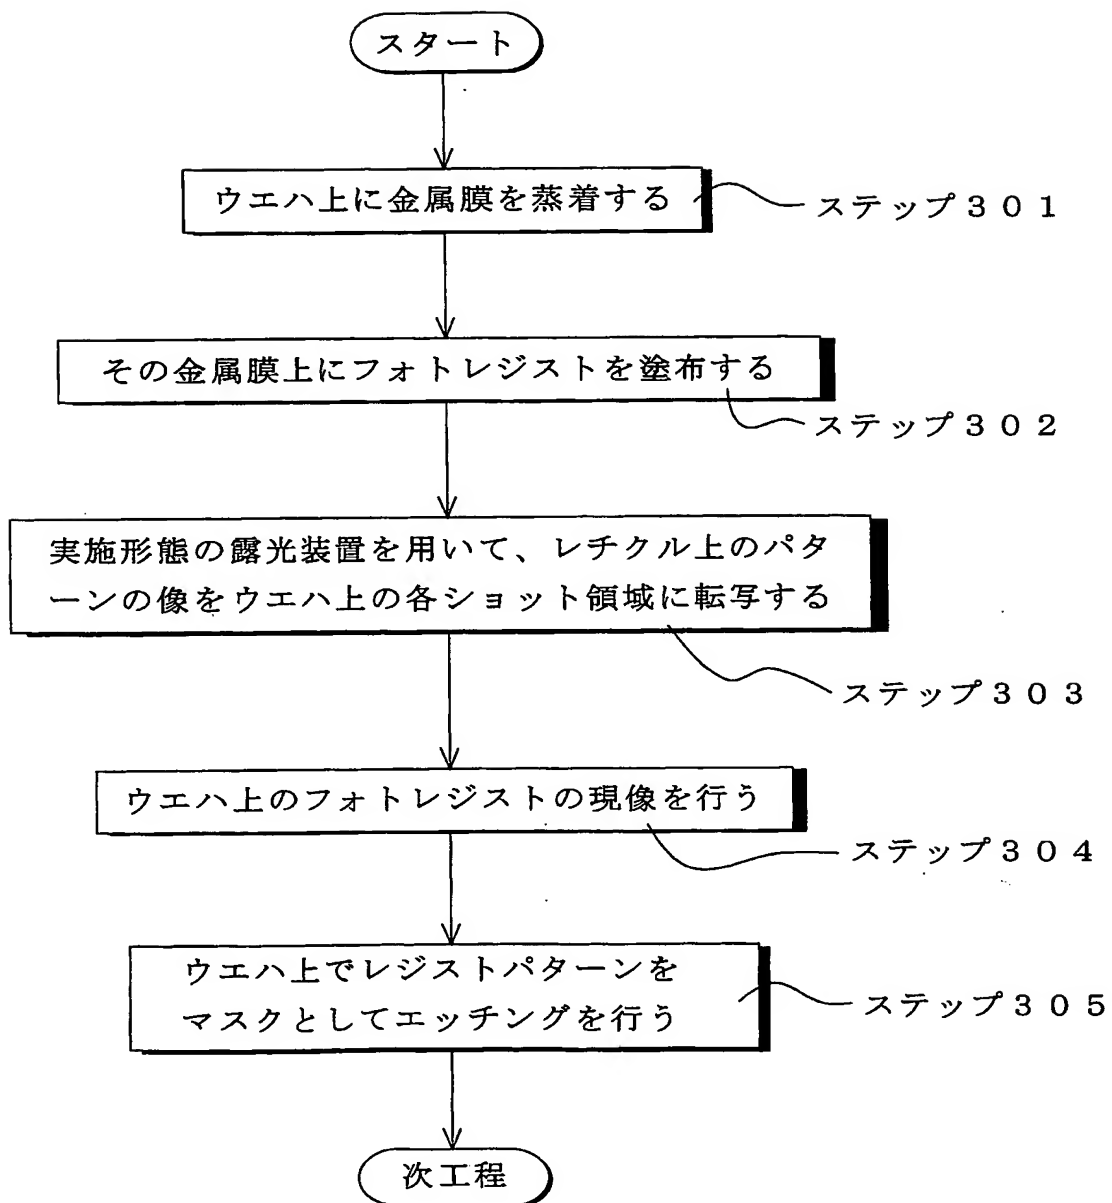 スタート
ウエハ上に金属膜を蒸着する
ステップ３０１
その金属膜上にフォトレジストを塗布する
ステップ３０２
実施形態の露光装置を用いて、レチクル上のパタ
ーンの像をウエハ上の各ショット領域に転写する
ステップ３０３
ウエハ上のフォトレジストの現像を行う
ステップ３０４
ウエハ上でレジストパターンを
マスクとしてエッチングを行う
ステップ３０５
次工程